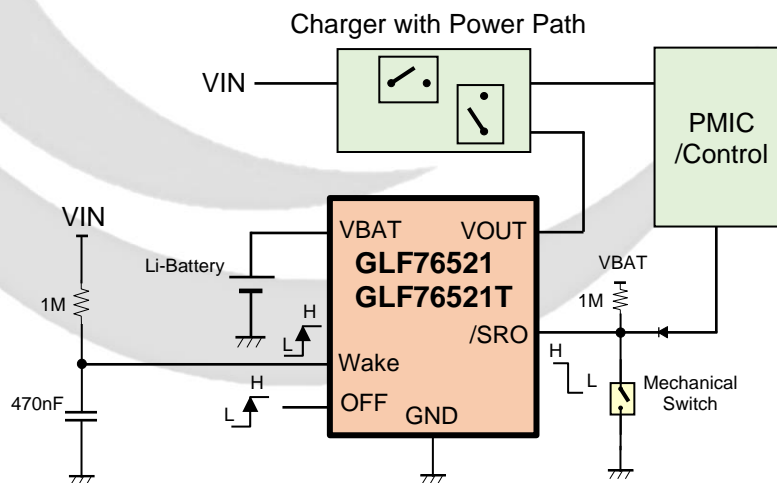 Charger with Power Path
VIN
PMIC
/Control
VIN
1M
470nF
Li-Battery
VBAT
VOUT
GLF76521
GLF76521T
/SRO
Wake
OFF
GND
H
L
H
L
VBAT
1M
H
L
Mechanical
Switch